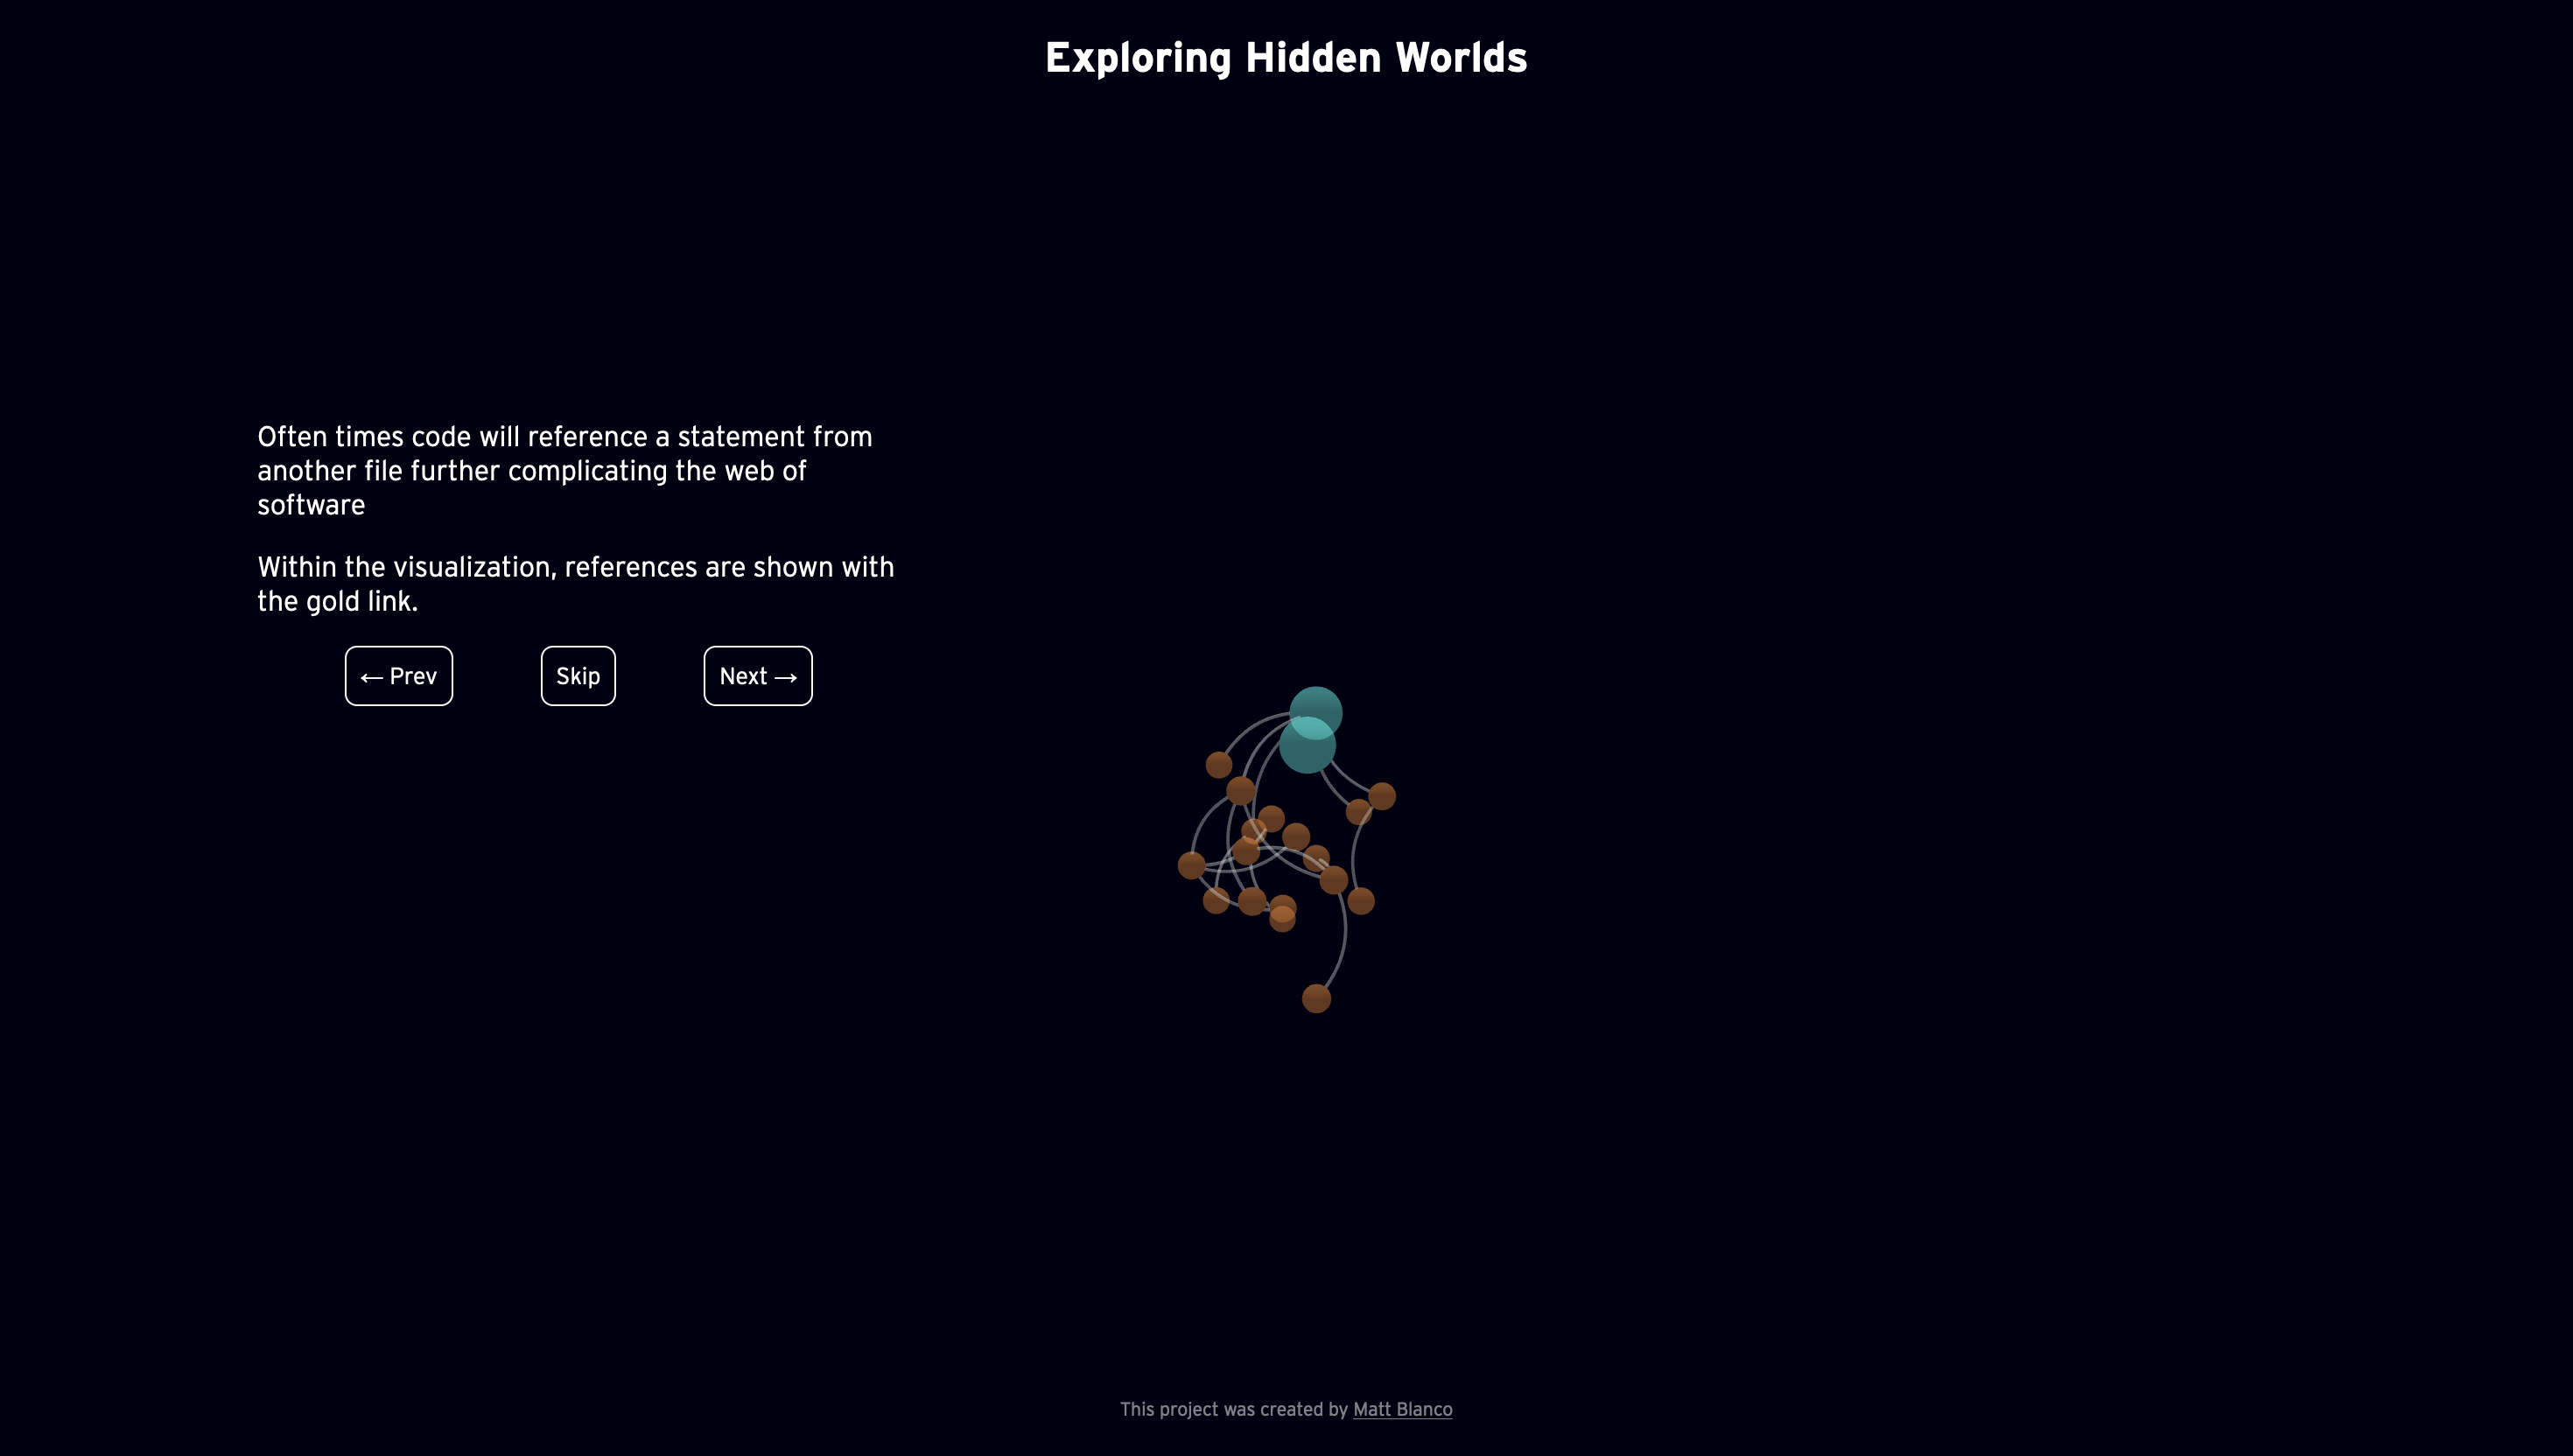 Exploring Hidden Worlds
Often times code will reference a statement from
another file further complicating the web of
software
Within the visualization, references are shown with
the gold link.
← Prev
Skip
Next →
This project was created by Matt Blanco